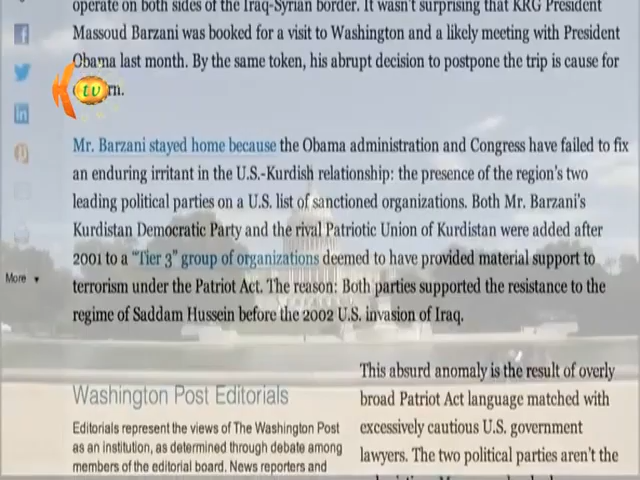 operate on both sides of the Iraq-Syrian border. It wasn't surprising that KRG President
Massoud Barzani was booked for a visit to Washington and a likely meeting with President
Obama last month. By the same token, his abrupt decision to postpone the trip is cause for
K tv rn.
Mr. Barzani stayed home because the Obama administration and Congress have failed to fix
an enduring irritant in the U.S.-Kurdish relationship: the presence of the region's two
leading political parties on a U.S. list of sanctioned organizations. Both Mr. Barzani's
Kurdistan Democratic Party and the rival Patriotic Union of Kurdistan were added after
2001 to a "Tier 3" group of organizations deemed to have provided material support to
More
terrorism under the Patriot Act. The reason: Both parties supported the resistance to the
regime of Saddam Hussein before the 2002 U.S. invasion of Iraq.
Washington Post Editorials
Editorials represent the views of The Washington Post
as an institution, as determined through debate among
members of the editorial board. News reporters and
This absurd anomaly is the result of overly
broad Patriot Act language matched with
excessively cautious U.S. government
lawyers. The two political parties aren't the